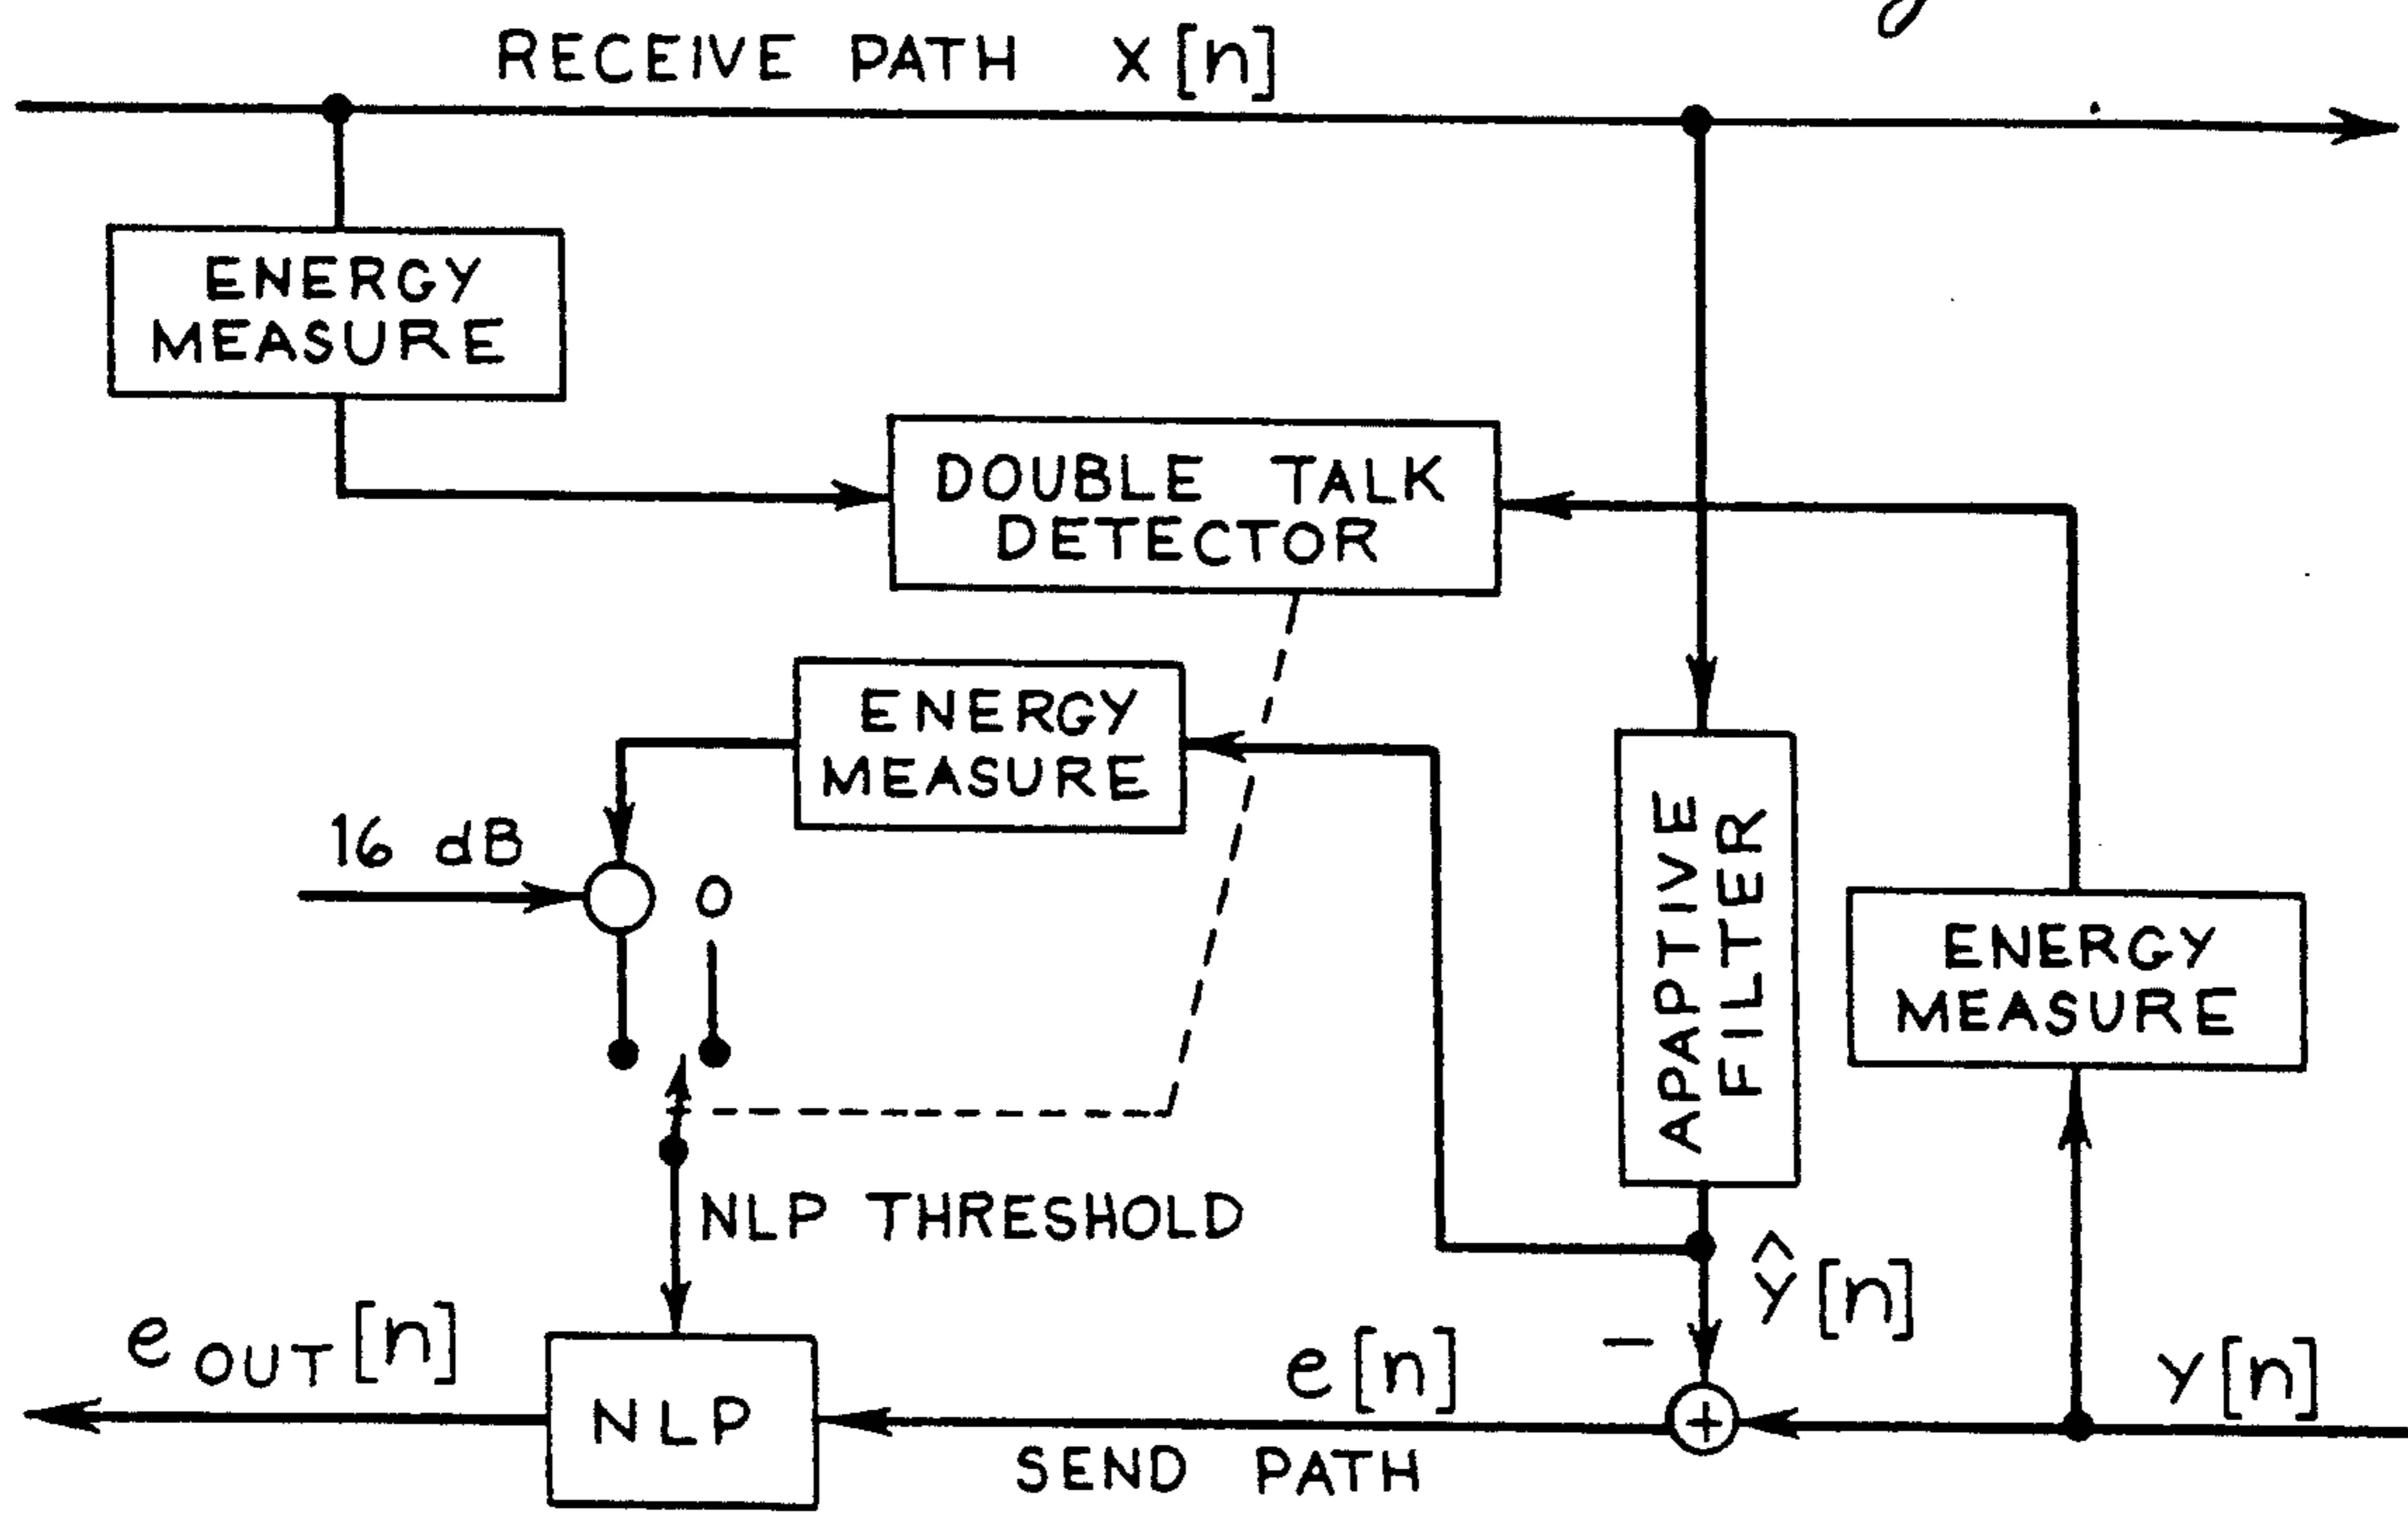 RECEIVE PATH x[n]
ENERGY
MEASURE
DOUBLE TALK
DETECTOR
ENERGY
MEASURE
16 dB
0
APAPTIVE
FILTER
ENERGY
MEASURE
NLP THRESHOLD
ŷ[n]
e OUT [n]
NLP
e[n]
SEND PATH
−
+
y[n]